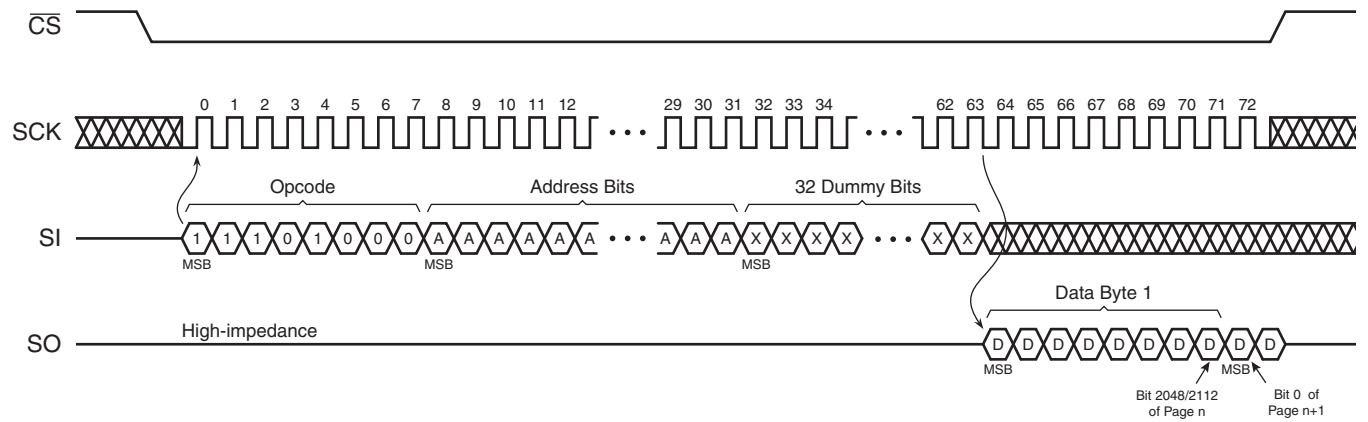 CS
0 1 2 3 4 5 6 7 8 9 10 11 12 29 30 31 32 33 34 62 63 64 65 66 67 68 69 70 71 72
SCK
Opcode Address Bits 32 Dummy Bits
SI 1 1 1 0 1 0 0 0 A A A A A A A A A X X X X X X
MSB MSB MSB
Data Byte 1
High-impedance
SO D D D D D D D D D D
MSB MSB
Bit 2048/2112 Bit 0 of
of Page n Page n+1